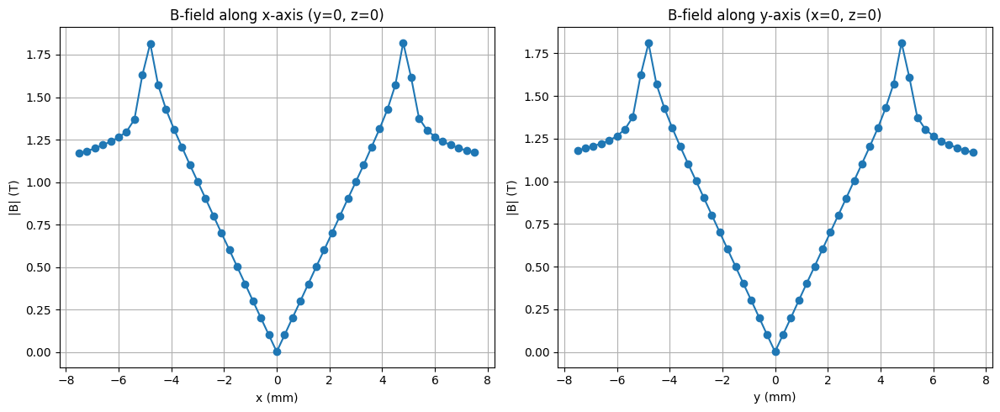 B-field along x-axis (y=0, z=0)
|B| (T)
1.75
1.50
1.25
1.00
0.75
0.50
0.25
0.00
−8 −6 −4 −2 0 2 4 6 8
x (mm)
B-field along y-axis (x=0, z=0)
|B| (T)
1.75
1.50
1.25
1.00
0.75
0.50
0.25
0.00
−8 −6 −4 −2 0 2 4 6 8
y (mm)